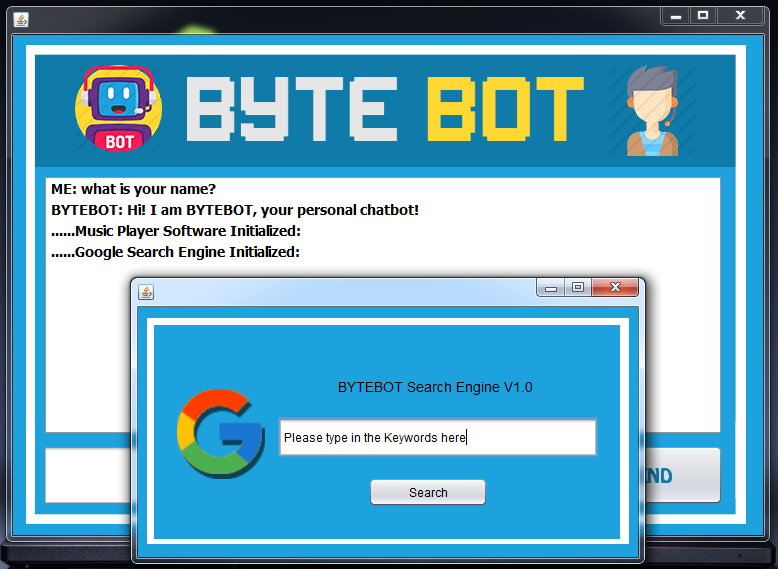 BYTE BOT
BOT
ME: what is your name?
BYTEBOT: Hi! I am BYTEBOT, your personal chatbot!
......Music Player Software Initialized:
......Google Search Engine Initialized:
BYTEBOT Search Engine V1.0
G
Please type in the Keywords here
Search
ND